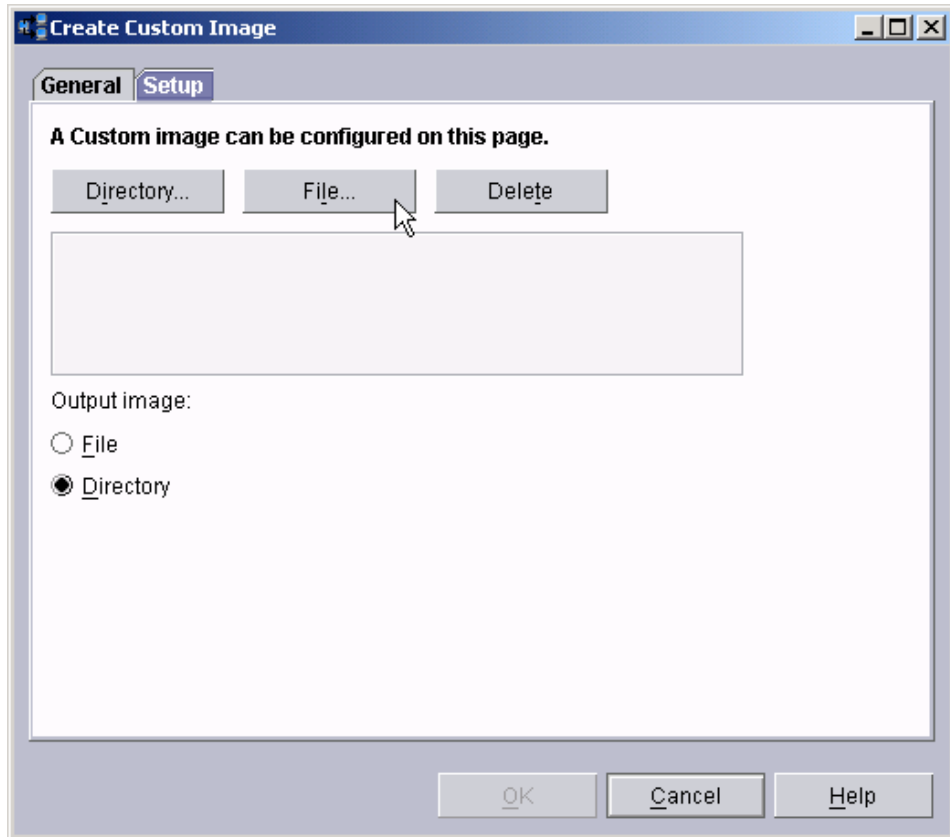 Create Custom Image
General Setup
A Custom image can be configured on this page.
Directory... File... Delete
Output image:
File
Directory
OK Cancel Help